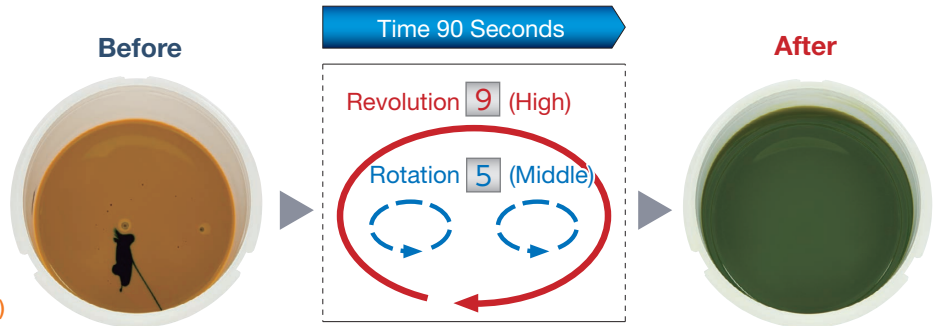 Time 90 Seconds
Before
After
Revolution 9 (High)
Rotation 5 (Middle)
)